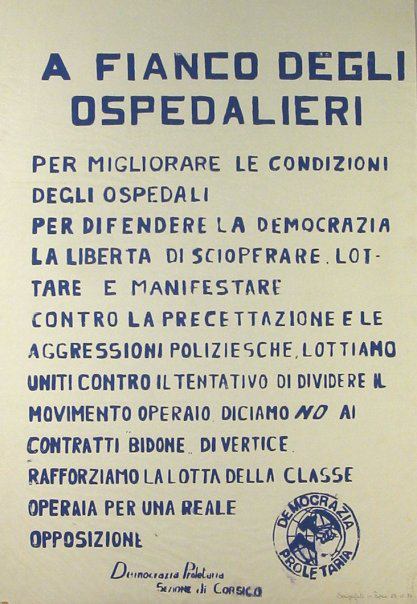 A FIANCO DEGLI
OSPEDALIERI
PER MIGLIORARE LE CONDIZIONI
DEGLI OSPEDALI
PER DIFENDERE LA DEMOCRAZIA
LA LIBERTA DI SCIOPERARE, LOT-
TARE E MANIFESTARE
CONTRO LA PRECETTAZIONE E LE
AGGRESSIONI POLIZIESCHE, LOTTIAMO
UNITI CONTRO IL TENTATIVO DI DIVIDERE IL
MOVIMENTO OPERAIO, DICIAMO NO AI
CONTRATTI "BIDONE" DI VERTICE.
RAFFORZIAMO LA LOTTA DELLA CLASSE
OPERAIA PER UNA REALE
OPPOSIZIONE
DEMOCRAZIA
PROLETARIA
Democrazia Proletaria
SEZIONE di CORSICO